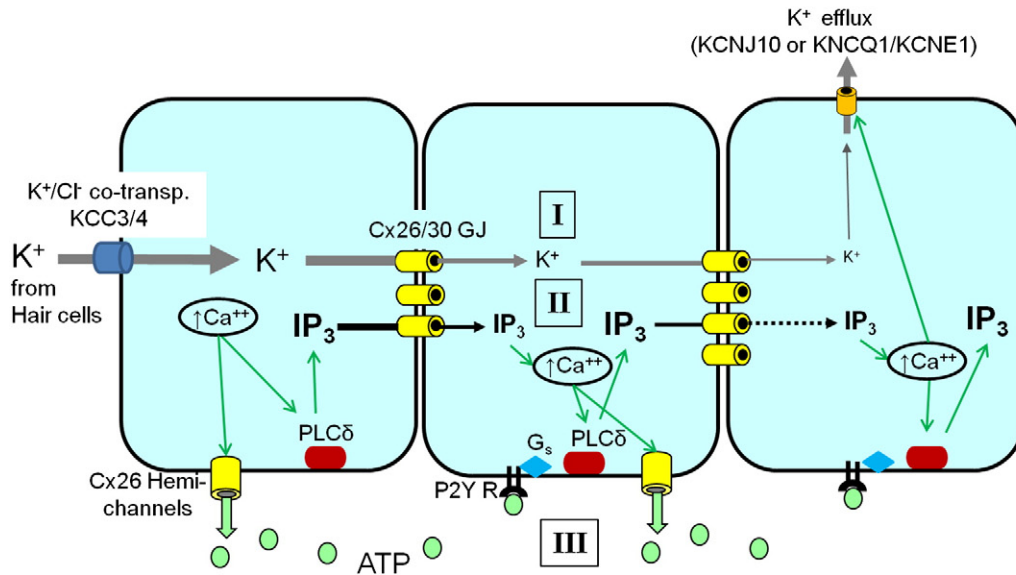 K+ efflux
(KCNJ10 or KNCQ1/KCNE1)
K+/Cl- co-transp.
KCC3/4
Cx26/30 GJ
I
K+
from
Hair cells
K+
K+
K+
II
↑Ca++
IP3
IP3
IP3
IP3
IP3
↑Ca++
↑Ca++
PLCδ
Gs
PLCδ
Cx26 Hemi-
channels
P2Y R
III
ATP